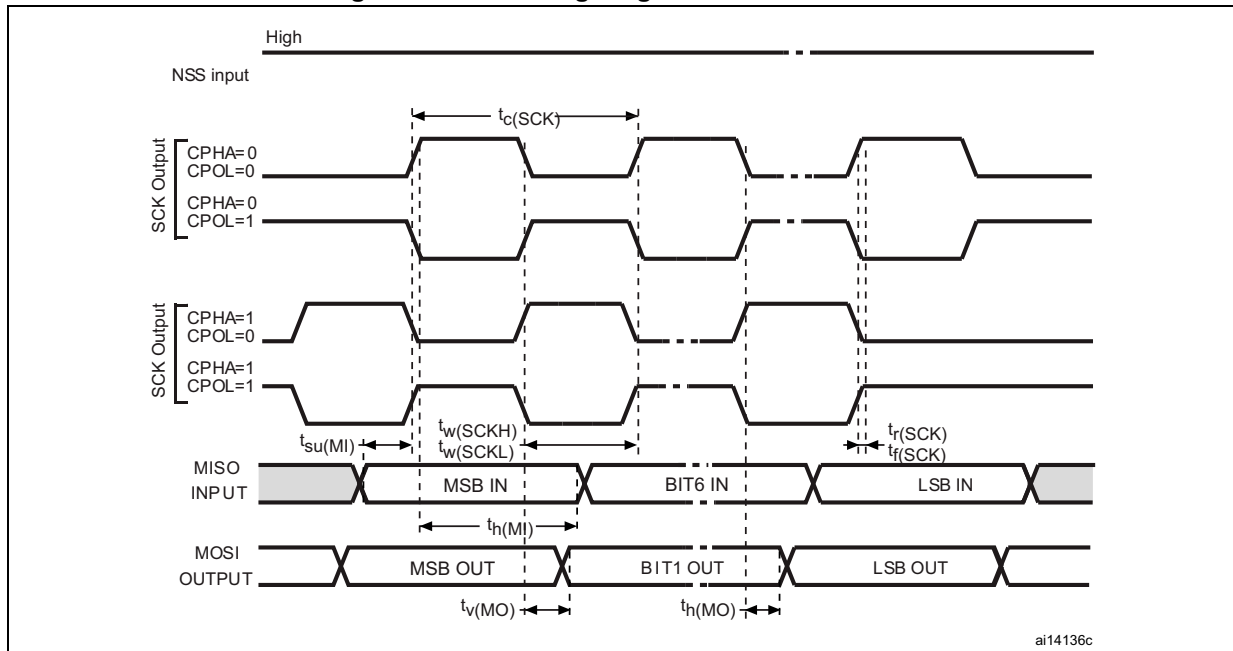 High
NSS input
tc(SCK)
SCK Output
CPHA=0
CPOL=0
CPHA=0
CPOL=1
SCK Output
CPHA=1
CPOL=0
CPHA=1
CPOL=1
tsu(MI)
tw(SCKH)
tw(SCKL)
tr(SCK)
tf(SCK)
MISO
INPUT
MSB IN
BIT6 IN
LSB IN
th(MI)
MOSI
OUTPUT
MSB OUT
BIT1 OUT
LSB OUT
tv(MO)
th(MO)
ai14136c